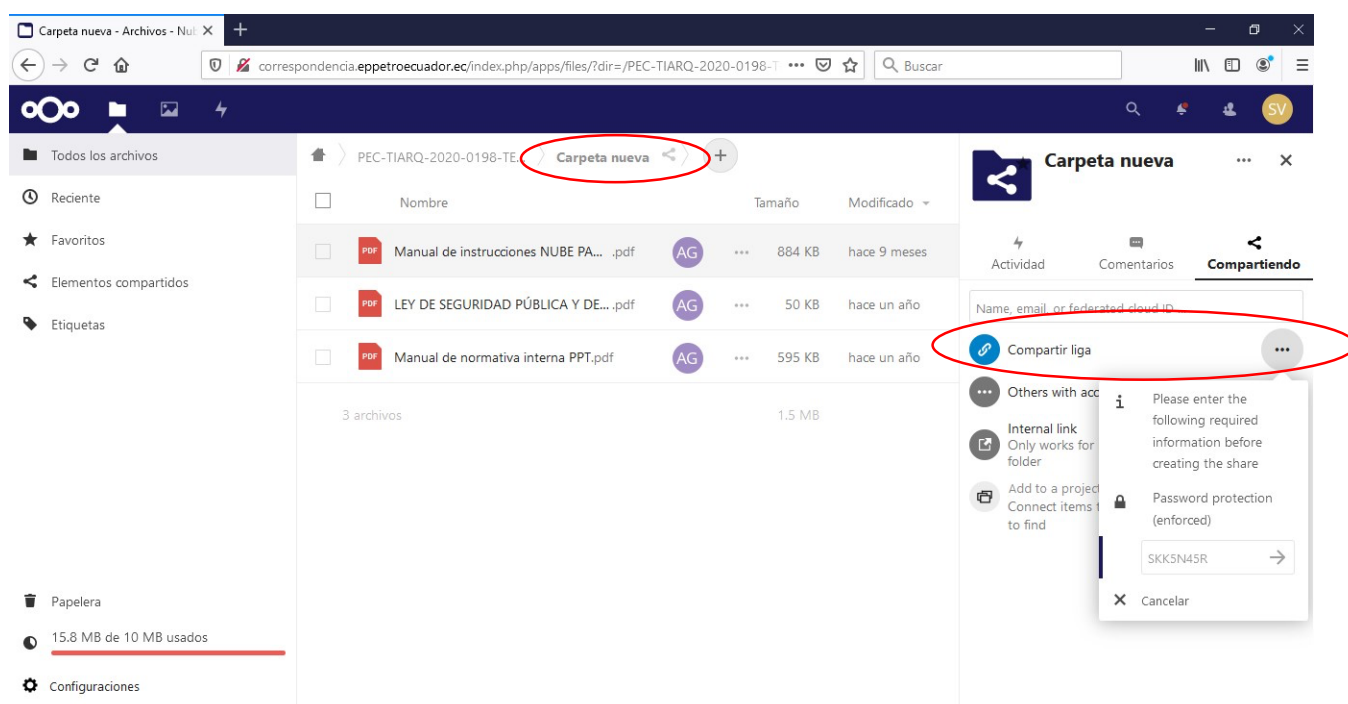 Carpeta nueva - Archivos - Nub
correspondencia.eppetroecuador.ec/index.php/apps/files/?dir=/PEC-TIARQ-2020-0198-T
Buscar
SV
Todos los archivos
Reciente
Favoritos
Elementos compartidos
Etiquetas
Papelera
15.8 MB de 10 MB usados
Configuraciones
PEC-TIARQ-2020-0198-TE... Carpeta nueva
Nombre Tamaño Modificado
PDF Manual de instrucciones NUBE PA... .pdf AG ... 884 KB hace 9 meses
PDF LEY DE SEGURIDAD PÚBLICA Y DE... .pdf AG ... 50 KB hace un año
PDF Manual de normativa interna PPT.pdf AG ... 595 KB hace un año
3 archivos 1.5 MB
Carpeta nueva
Actividad Comentarios Compartiendo
Name, email, or federated cloud ID ...
Compartir liga
Others with acc
Internal link
Only works for
folder
Add to a project
Connect items t
to find
Please enter the
following required
information before
creating the share
Password protection
(enforced)
SKK5N45R
Cancelar